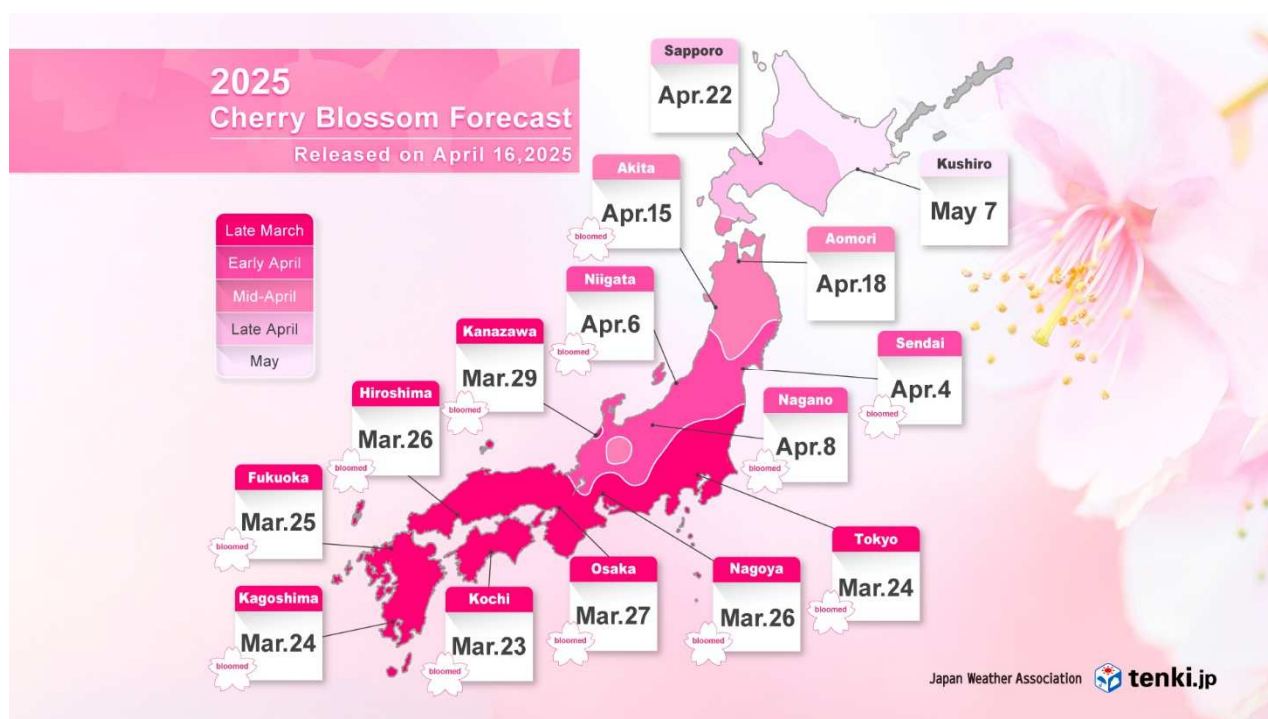 2025
Cherry Blossom Forecast
Released on April 16,2025
Late March
Early April
Mid-April
Late April
May
Sapporo
Apr.22
Kushiro
May 7
Akita
Apr.15
bloomed
Aomori
Apr.18
Niigata
Apr.6
bloomed
Sendai
Apr.4
bloomed
Kanazawa
Mar.29
bloomed
Nagano
Apr.8
bloomed
Hiroshima
Mar.26
bloomed
Fukuoka
Mar.25
bloomed
Tokyo
Mar.24
bloomed
Kagoshima
Mar.24
bloomed
Kochi
Mar.23
bloomed
Osaka
Mar.27
bloomed
Nagoya
Mar.26
bloomed
Japan Weather Association tenki.jp